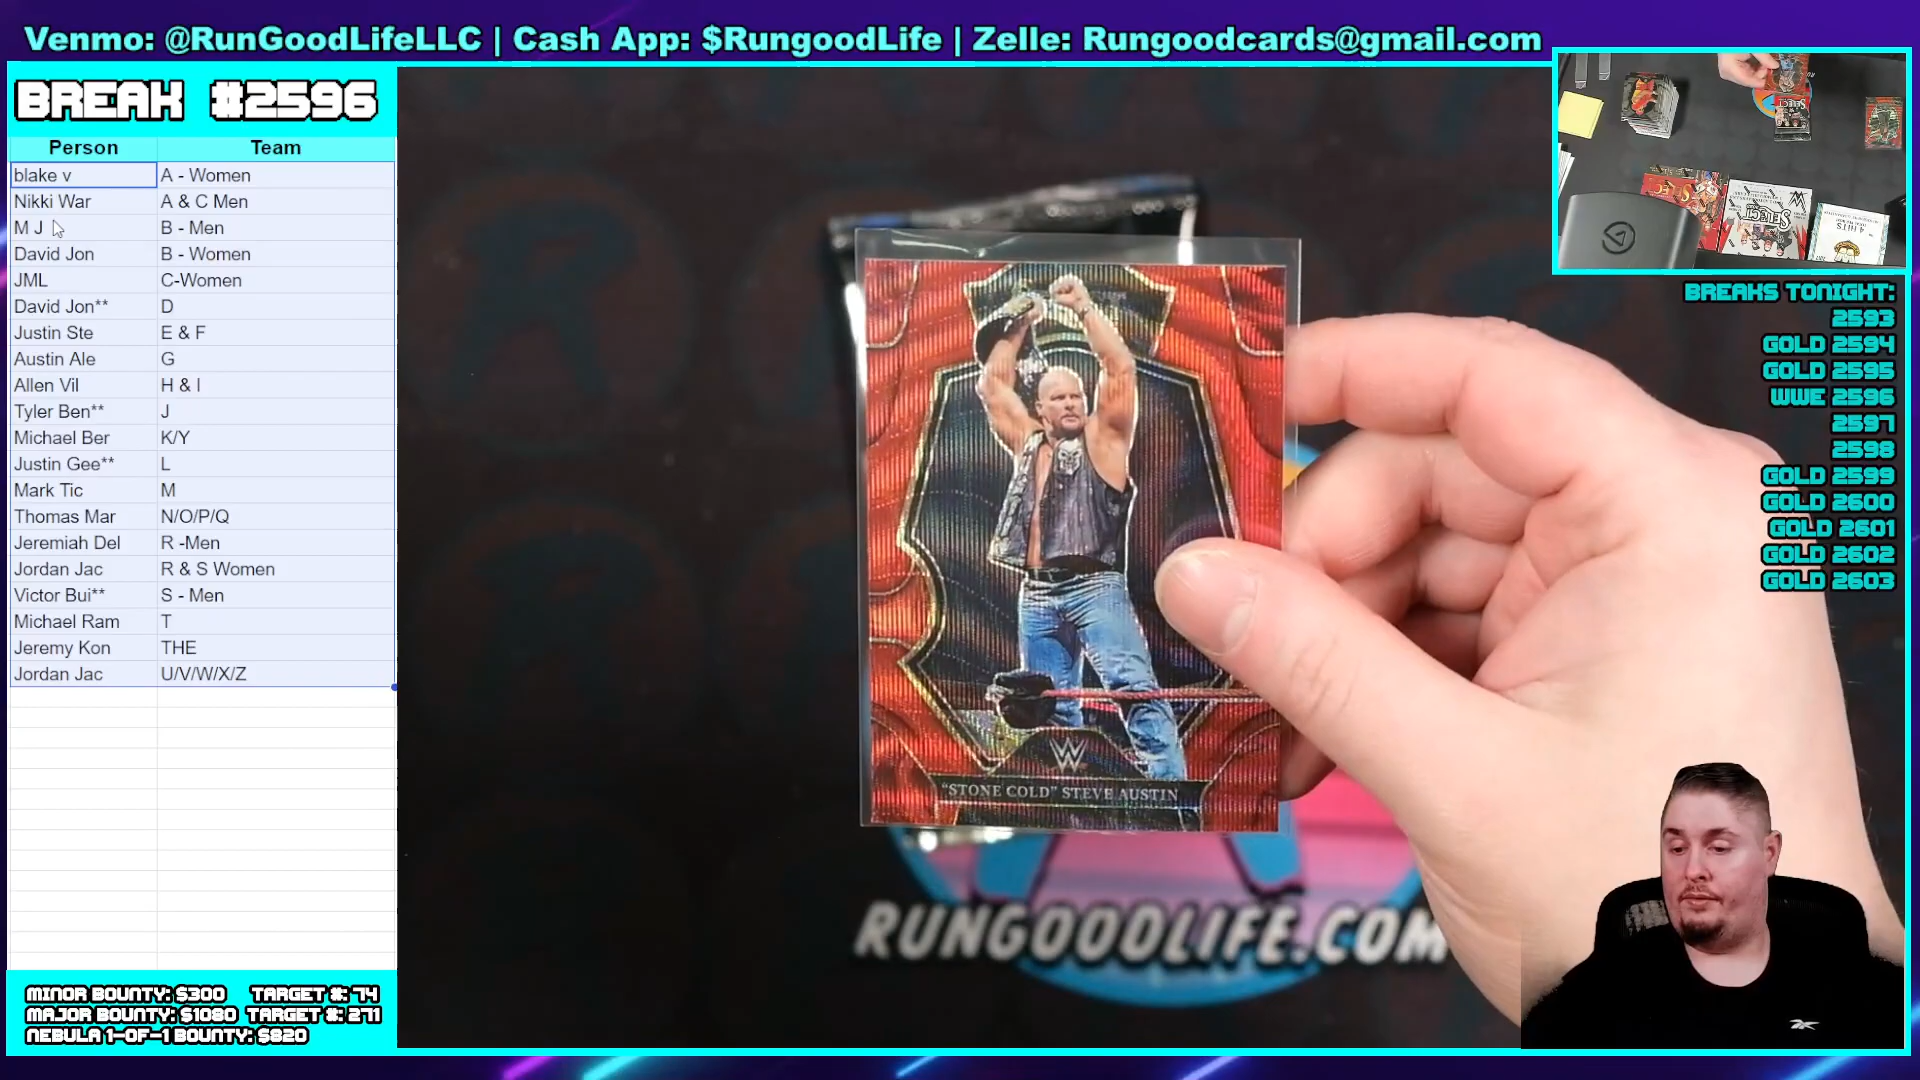 Venmo: @RunGoodLifeLLC | Cash App: $RungoodLife | Zelle: Rungoodcards@gmail.com
BREAK #2596
Person Team
blake v A - Women
Nikki War A & C Men
M J B - Men
David Jon B - Women
JML C-Women
David Jon** D
Justin Ste E & F
Austin Ale G
Allen Vil H & I
Tyler Ben** J
Michael Ber K/Y
Justin Gee** L
Mark Tic M
Thomas Mar N/O/P/Q
Jeremiah Del R -Men
Jordan Jac R & S Women
Victor Bui** S - Men
Michael Ram T
Jeremy Kon THE
Jordan Jac U/V/W/X/Z
MINOR BOUNTY: $300 TARGET #: 74
MAJOR BOUNTY: $1080 TARGET #: 271
NEBULA 1-OF-1 BOUNTY: $820
W
"STONE COLD" STEVE AUSTIN
RUNGOODLIFE.COM
SELECT
SELECT
4 HITS
BREAKS TONIGHT:
2593
GOLD 2594
GOLD 2595
WWE 2596
2597
2598
GOLD 2599
GOLD 2600
GOLD 2601
GOLD 2602
GOLD 2603